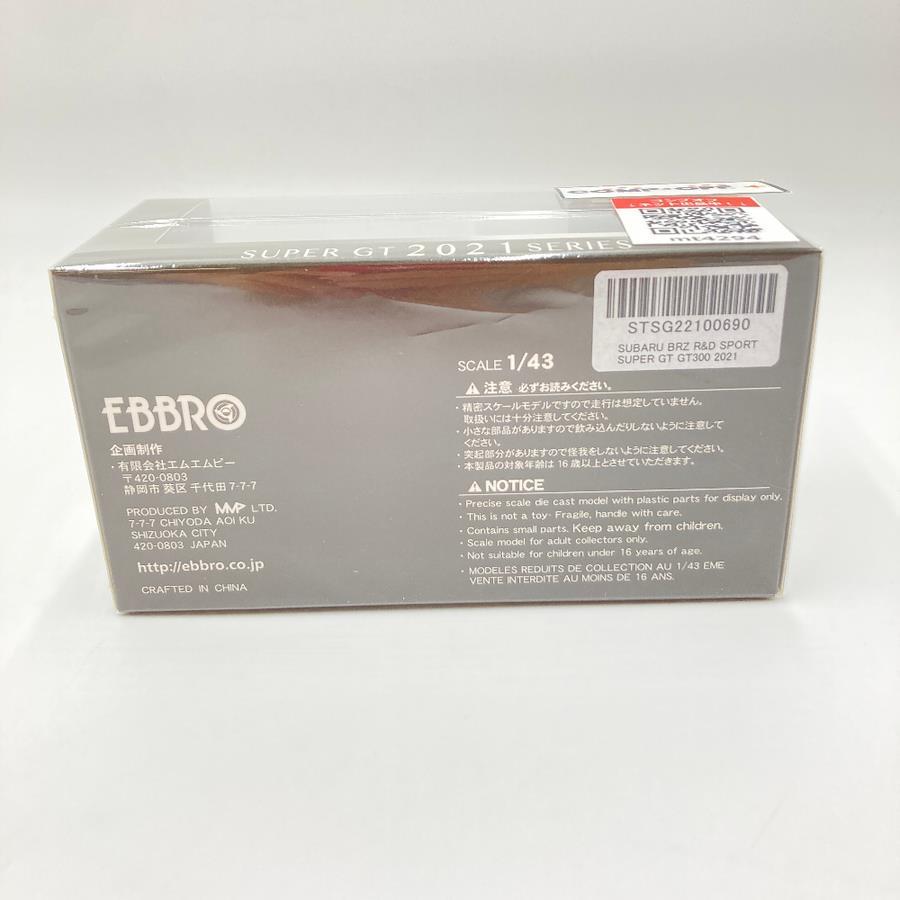 コンプオフ
ネット出品中!!
mt4294
SUPER GT 2021 SERIES
STSG22100690
SUBARU BRZ R&D SPORT
SUPER GT GT300 2021
EBBRO
企画制作
・有限会社エムエムピー
〒420-0803
静岡市 葵区 千代田 7-7-7
PRODUCED BY MMP LTD.
7-7-7 CHIYODA AOI KU
SHIZUOKA CITY
420-0803 JAPAN
http://ebbro.co.jp
CRAFTED IN CHINA
SCALE 1/43
注意 必ずお読みください。
・精密スケールモデルですので走行は想定していません。
取扱いには十分注意してください。
・小さな部品がありますので飲み込んだりしないように注意して
ください。
・突起部分がありますので怪我をしないように注意してください。
・本製品の対象年齢は 16 歳以上とさせていただきます。
NOTICE
・Precise scale die cast model with plastic parts for display only.
・This is not a toy- Fragile, handle with care.
・Contains small parts. Keep away from children.
・Scale model for adult collectors only.
・Not suitable for children under 16 years of age.
・MODELES REDUITS DE COLLECTION AU 1/43 EME
VENTE INTERDITE AU MOINS DE 16 ANS.